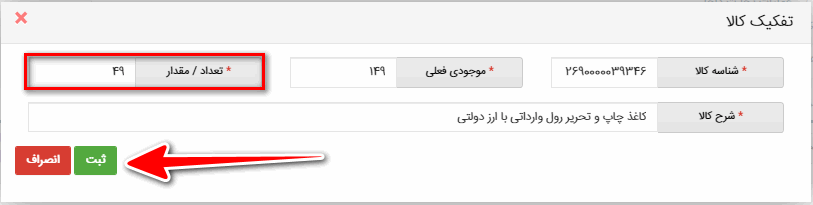 تفکیک کالا
* شناسه کالا ۲۶۹۰۰۰۰۰۳۹۳۴۶ * موجودی فعلی ۱۴۹ * تعداد / مقدار ۴۹
* شرح کالا کاغذ چاپ و تحریر رول وارداتی با ارز دولتی
ثبت انصراف